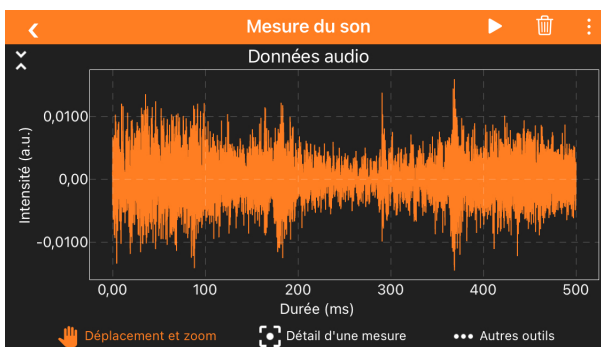 Mesure du son
Données audio
Intensité (a.u.)
0,0100
0,00
-0,0100
0,00 100 200 300 400 500
Durée (ms)
Déplacement et zoom Détail d'une mesure Autres outils